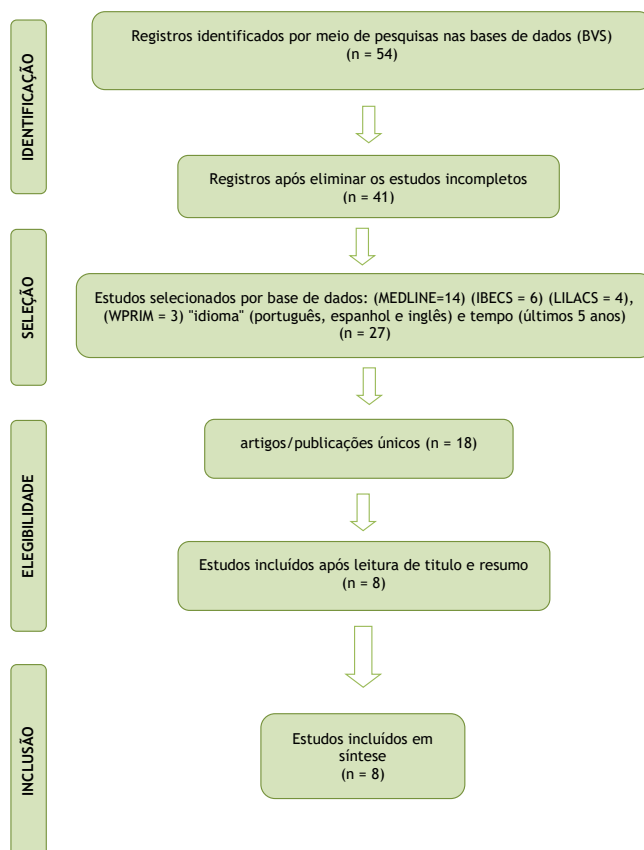 IDENTIFICAÇÃO
Registros identificados por meio de pesquisas nas bases de dados (BVS)
(n = 54)
Registros após eliminar os estudos incompletos
(n = 41)
SELEÇÃO
Estudos selecionados por base de dados: (MEDLINE=14) (IBECS = 6) (LILACS = 4),
(WPRIM = 3) "idioma" (português, espanhol e inglês) e tempo (últimos 5 anos)
(n = 27)
ELEGIBILIDADE
artigos/publicações únicos (n = 18)
Estudos incluídos após leitura de titulo e resumo
(n = 8)
INCLUSÃO
Estudos incluídos em
síntese
(n = 8)